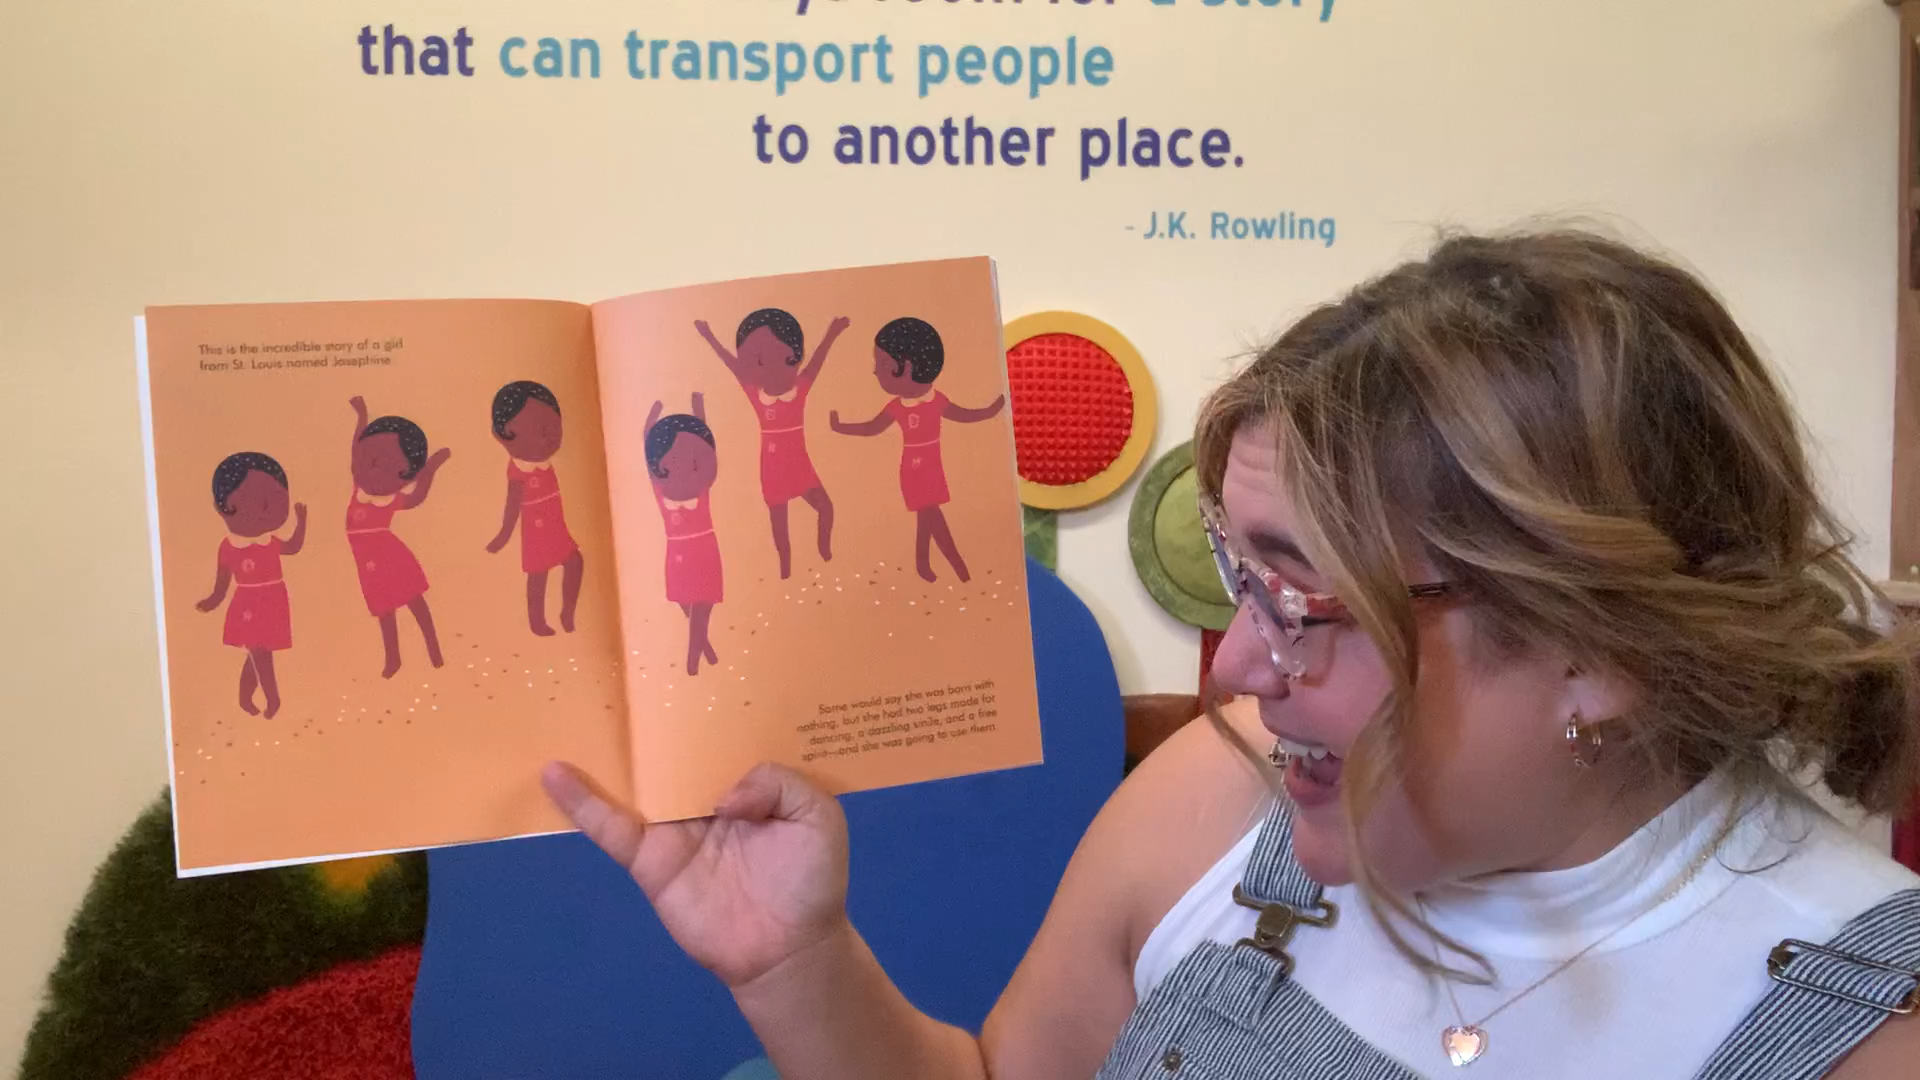 a story
that can transport people
to another place.
- J.K. Rowling
This is the incredible story of a girl
from St. Louis named Josephine.
Some would say she was born with
nothing, but she had two legs made for
dancing, a dazzling smile, and a free
spirit—and she was going to use them.